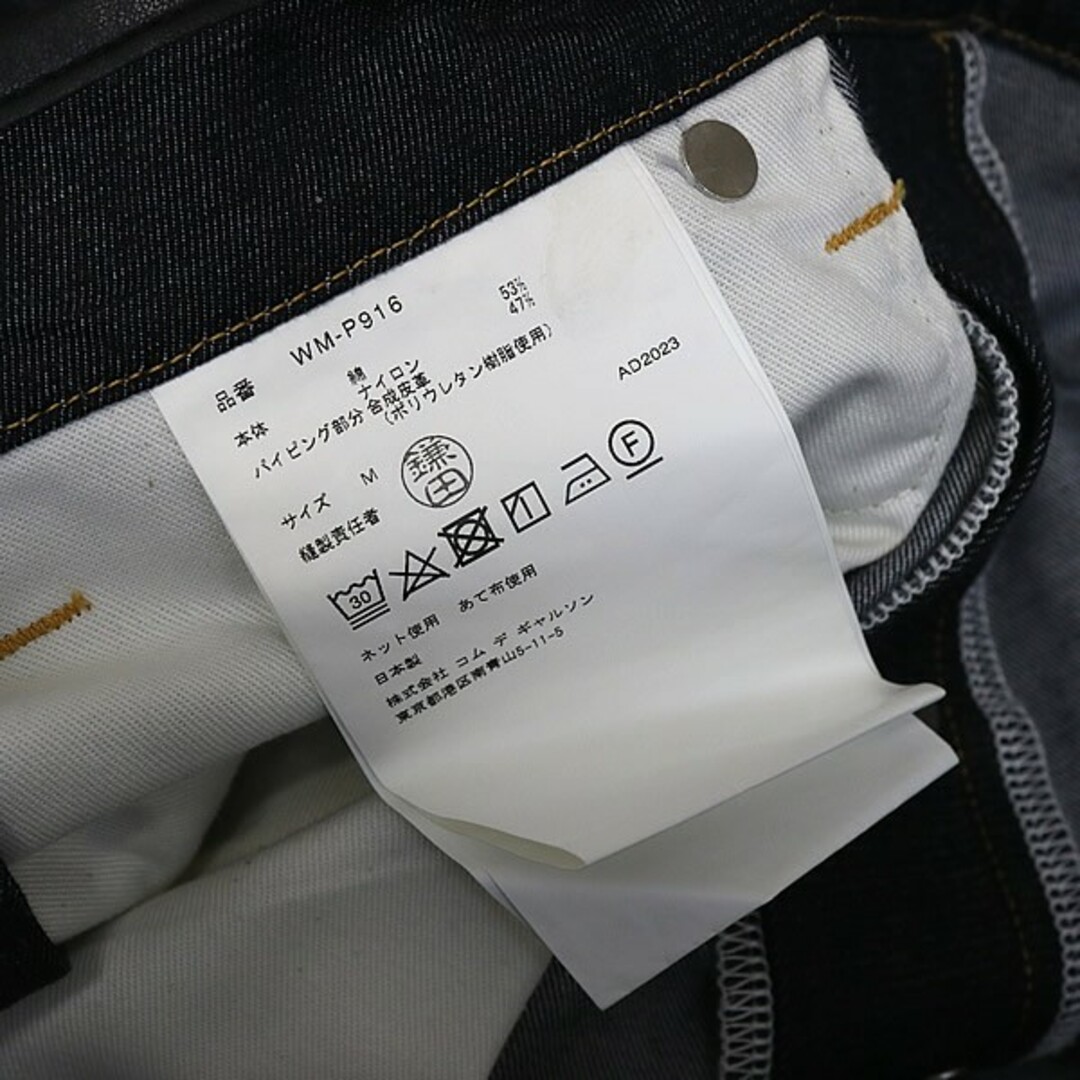 品番 WM-P916
本体 綿 53%
ナイロン 47%
パイピング部分 合成皮革
(ポリウレタン樹脂使用)
AD2023
サイズ M
縫製責任者 鎌田
30 F
ネット使用 あて布使用
日本製
株式会社 コム デ ギャルソン
東京都港区南青山5-11-5